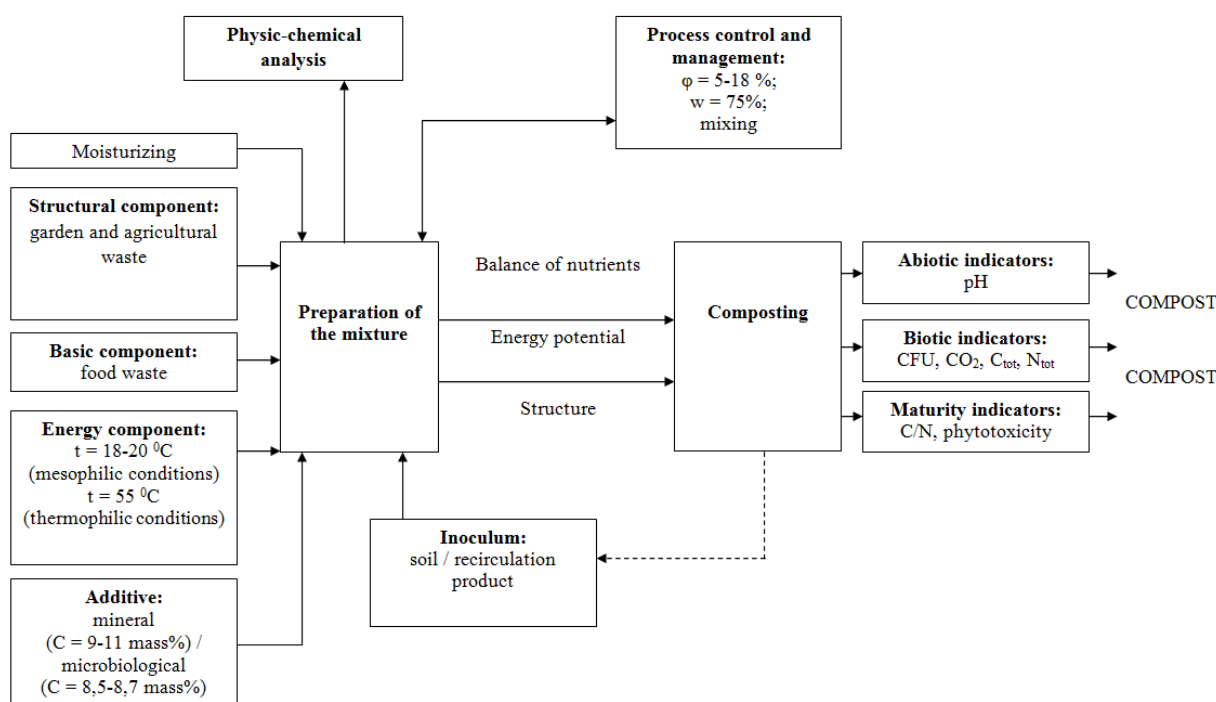 Physic-chemical
analysis
Process control and
management:
φ = 5-18 %;
w = 75%;
mixing
Moisturizing
Structural component:
garden and agricultural
waste
Basic component:
food waste
Energy component:
t = 18-20 ⁰C
(mesophilic conditions)
t = 55 ⁰C
(thermophilic conditions)
Additive:
mineral
(C = 9-11 mass%) /
microbiological
(C = 8,5-8,7 mass%)
Preparation of
the mixture
Balance of nutrients
Energy potential
Structure
Inoculum:
soil / recirculation
product
Composting
Abiotic indicators:
pH
Biotic indicators:
CFU, CO₂, Cₜₒₜ, Nₜₒₜ
Maturity indicators:
C/N, phytotoxicity
COMPOST
COMPOST